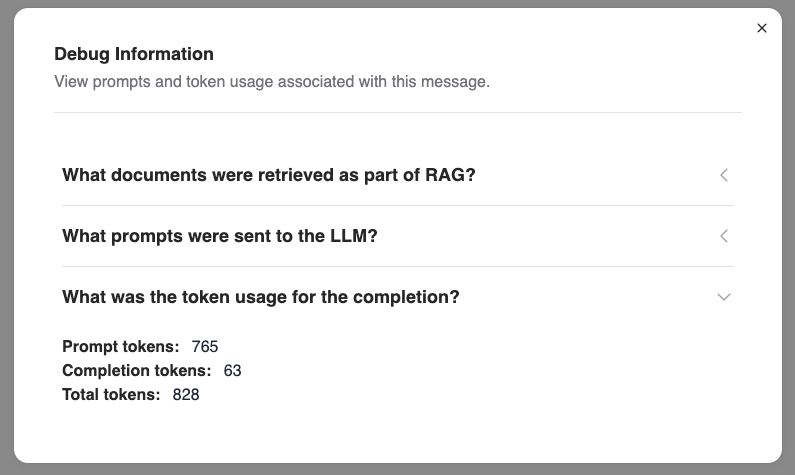 Debug Information
View prompts and token usage associated with this message.
What documents were retrieved as part of RAG?
What prompts were sent to the LLM?
What was the token usage for the completion?
Prompt tokens: 765
Completion tokens: 63
Total tokens: 828